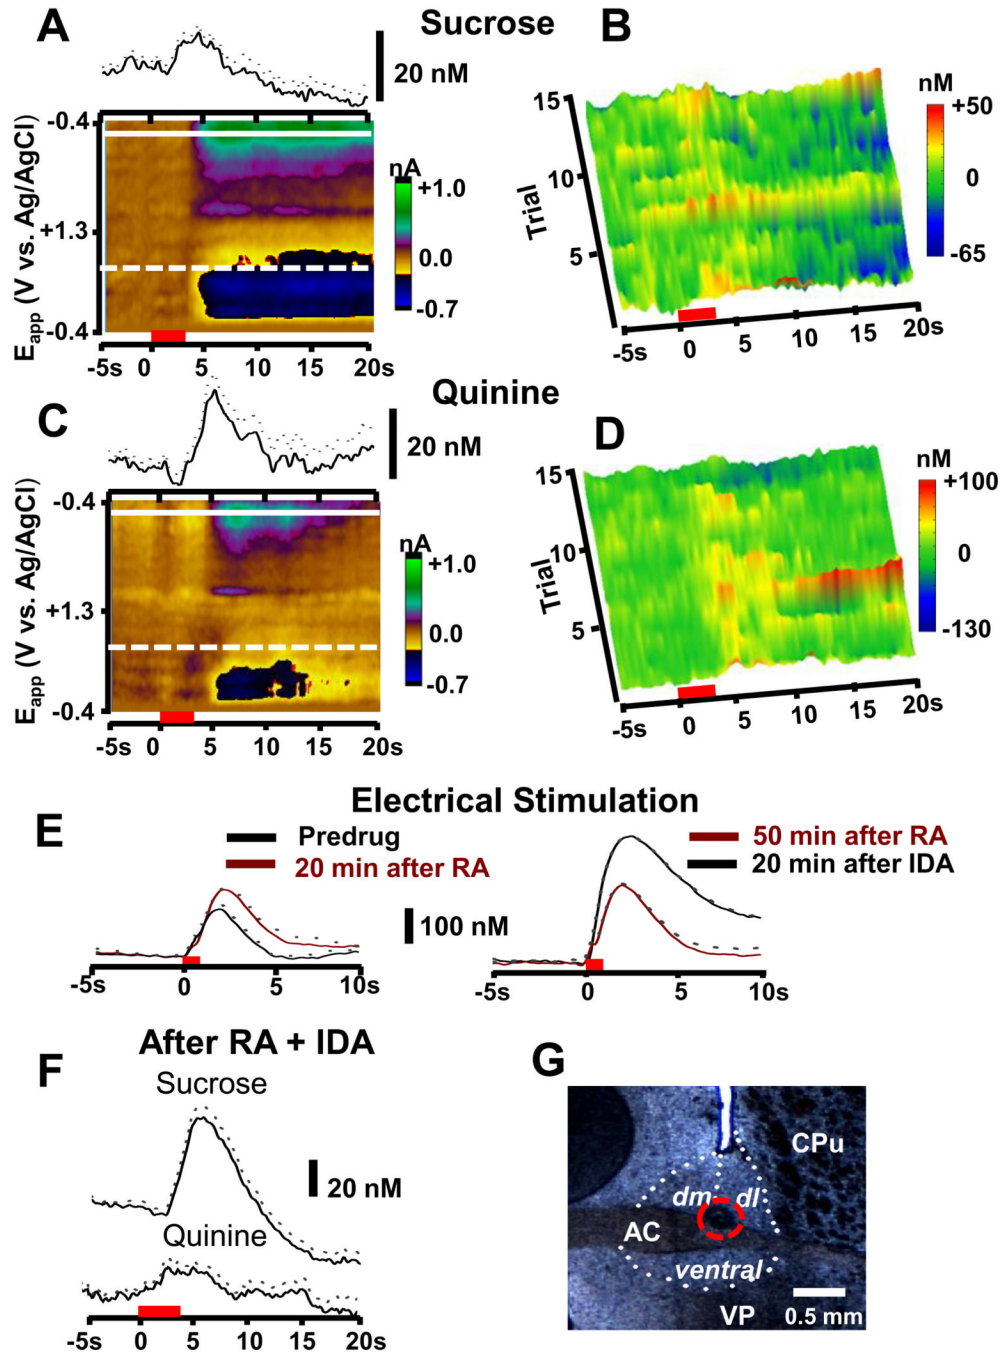 A
Sucrose
B
20 nM
-0.4
+1.3
-0.4
E_app (V vs. Ag/AgCl)
nA
+1.0
0.0
-0.7
-5s 0 5 10 15 20s
15
10
5
Trial
-5s 0 5 10 15 20s
nM
+50
0
-65
C
Quinine
D
20 nM
-0.4
+1.3
-0.4
E_app (V vs. Ag/AgCl)
nA
+1.0
0.0
-0.7
-5s 0 5 10 15 20s
15
10
5
Trial
-5s 0 5 10 15 20s
nM
+100
0
-130
Electrical Stimulation
E
Predrug
20 min after RA
50 min after RA
20 min after IDA
100 nM
-5s 0 5 10s
-5s 0 5 10s
After RA + IDA
F
Sucrose
20 nM
Quinine
-5s 0 5 10 15 20s
G
CPu
dm dl
AC
ventral
VP
0.5 mm